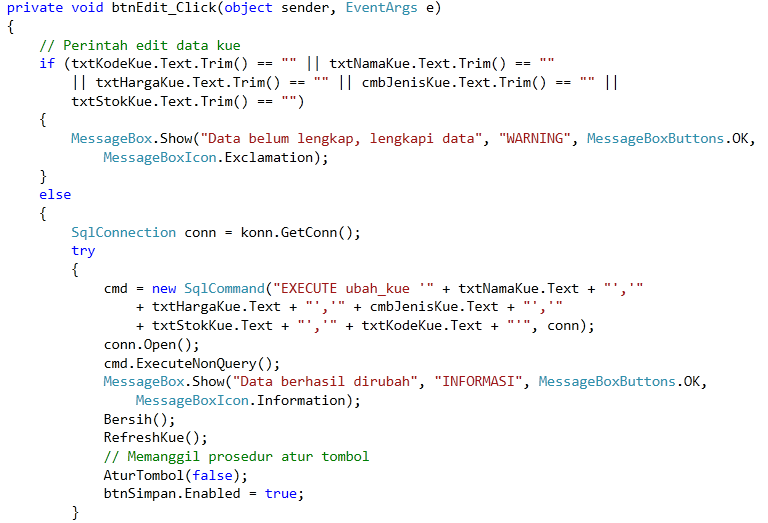 private void btnEdit_Click(object sender, EventArgs e)
{
    // Perintah edit data kue
    if (txtKodeKue.Text.Trim() == "" || txtNamaKue.Text.Trim() == ""
        || txtHargaKue.Text.Trim() == "" || cmbJenisKue.Text.Trim() == "" ||
        txtStokKue.Text.Trim() == "")
    {
        MessageBox.Show("Data belum lengkap, lengkapi data", "WARNING", MessageBoxButtons.OK,
            MessageBoxIcon.Exclamation);
    }
    else
    {
        SqlConnection conn = konn.GetConn();
        try
        {
            cmd = new SqlCommand("EXECUTE ubah_kue '" + txtNamaKue.Text + "','"
                + txtHargaKue.Text + "','" + cmbJenisKue.Text + "','"
                + txtStokKue.Text + "','" + txtKodeKue.Text + "'", conn);
            conn.Open();
            cmd.ExecuteNonQuery();
            MessageBox.Show("Data berhasil dirubah", "INFORMASI", MessageBoxButtons.OK,
                MessageBoxIcon.Information);
            Bersih();
            RefreshKue();
            // Memanggil prosedur atur tombol
            AturTombol(false);
            btnSimpan.Enabled = true;
        }